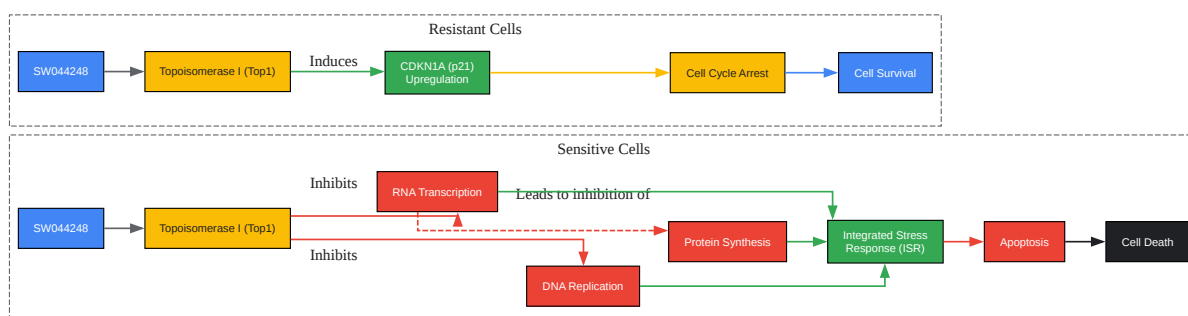 Resistant Cells
SW044248
Topoisomerase I (Top1)
Induces
CDKN1A (p21)
Upregulation
Cell Cycle Arrest
Cell Survival
Sensitive Cells
Inhibits
RNA Transcription
Leads to inhibition of
SW044248
Topoisomerase I (Top1)
Inhibits
Protein Synthesis
Integrated Stress
Response (ISR)
Apoptosis
Cell Death
DNA Replication